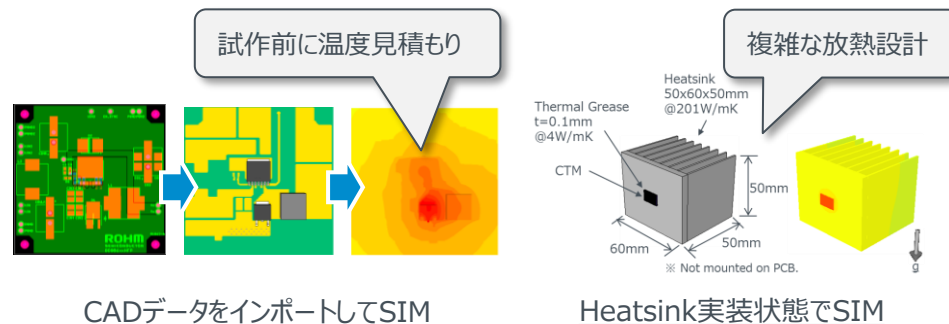 試作前に温度見積もり
複雑な放熱設計
Heatsink
50x60x50mm
@201W/mK
Thermal Grease
t=0.1mm
@4W/mK
CTM
50mm
60mm
50mm
※ Not mounted on PCB.
g
ROHM
CADデータをインポートしてSIM
Heatsink実装状態でSIM